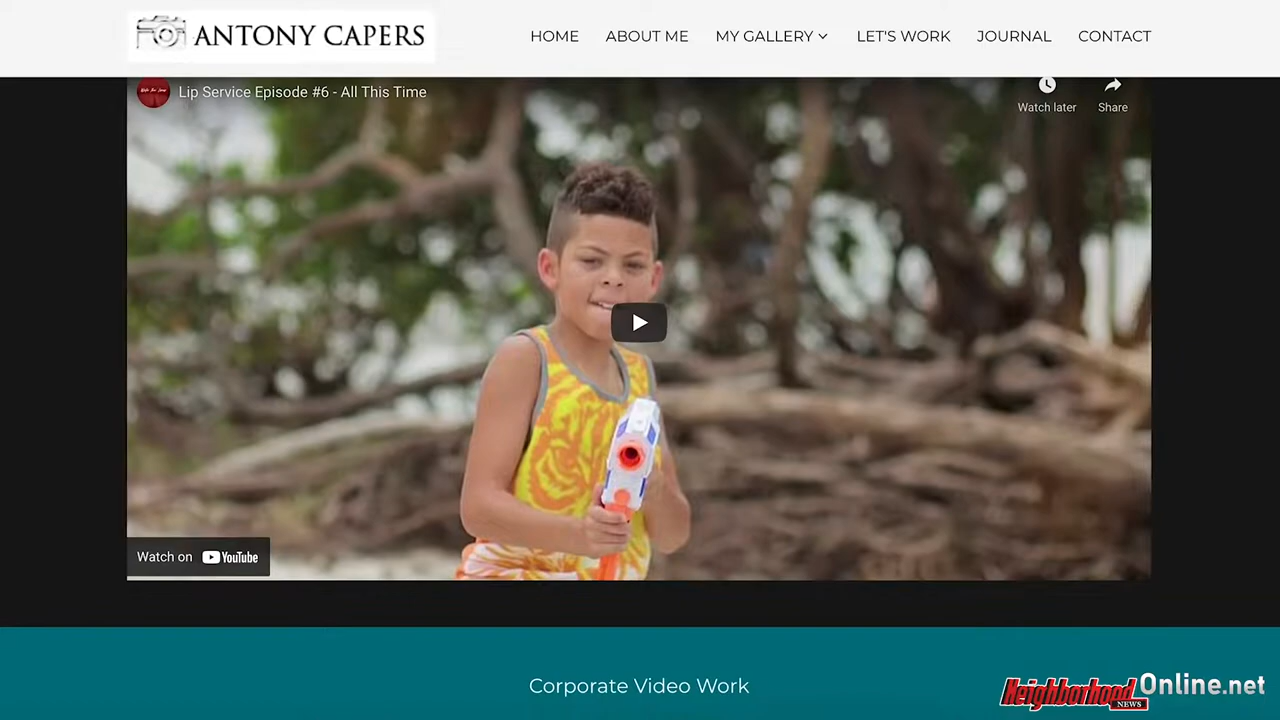 ANTONY CAPERS
HOME ABOUT ME MY GALLERY LET'S WORK JOURNAL CONTACT
Lip Service Episode #6 - All This Time
Watch later Share
Watch on YouTube
Corporate Video Work
Neighborhood NEWS Online.net